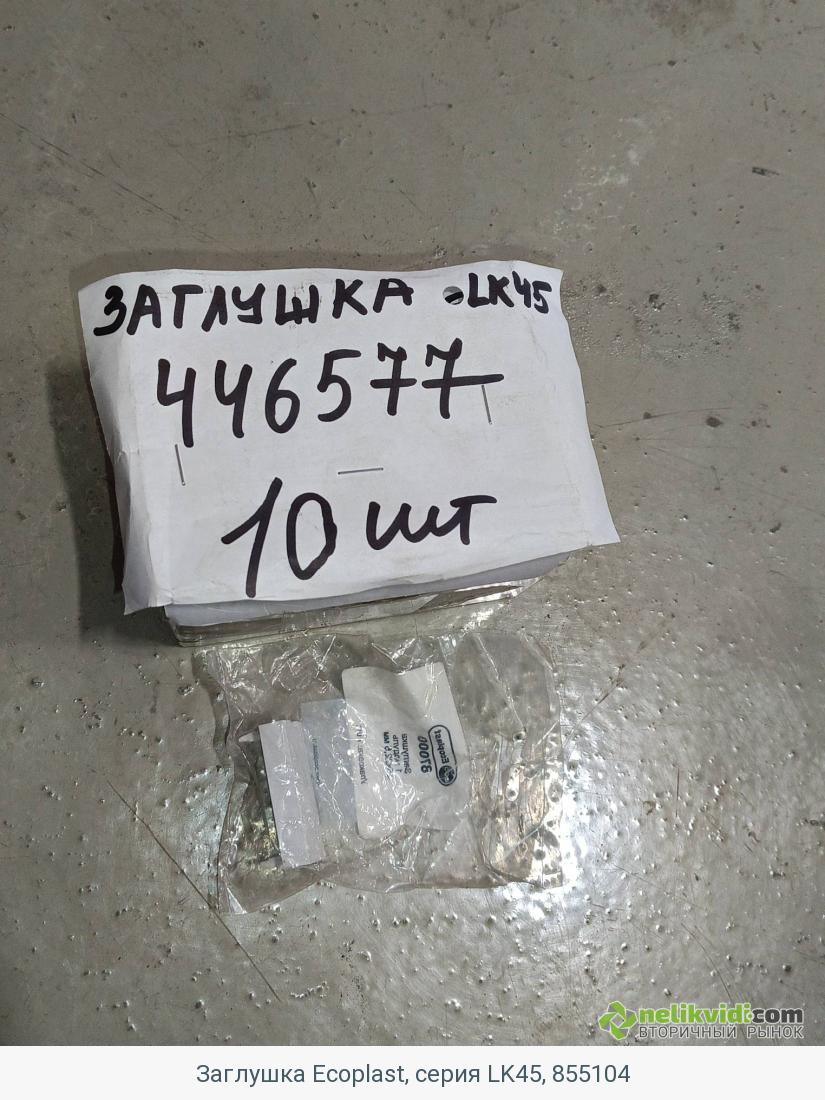 ЗАГЛУШКА LK45
446577
10 шт
Ecoplast
nelikvidi.com
ВТОРИЧНЫЙ РЫНОК
Заглушка Ecoplast, серия LK45, 855104